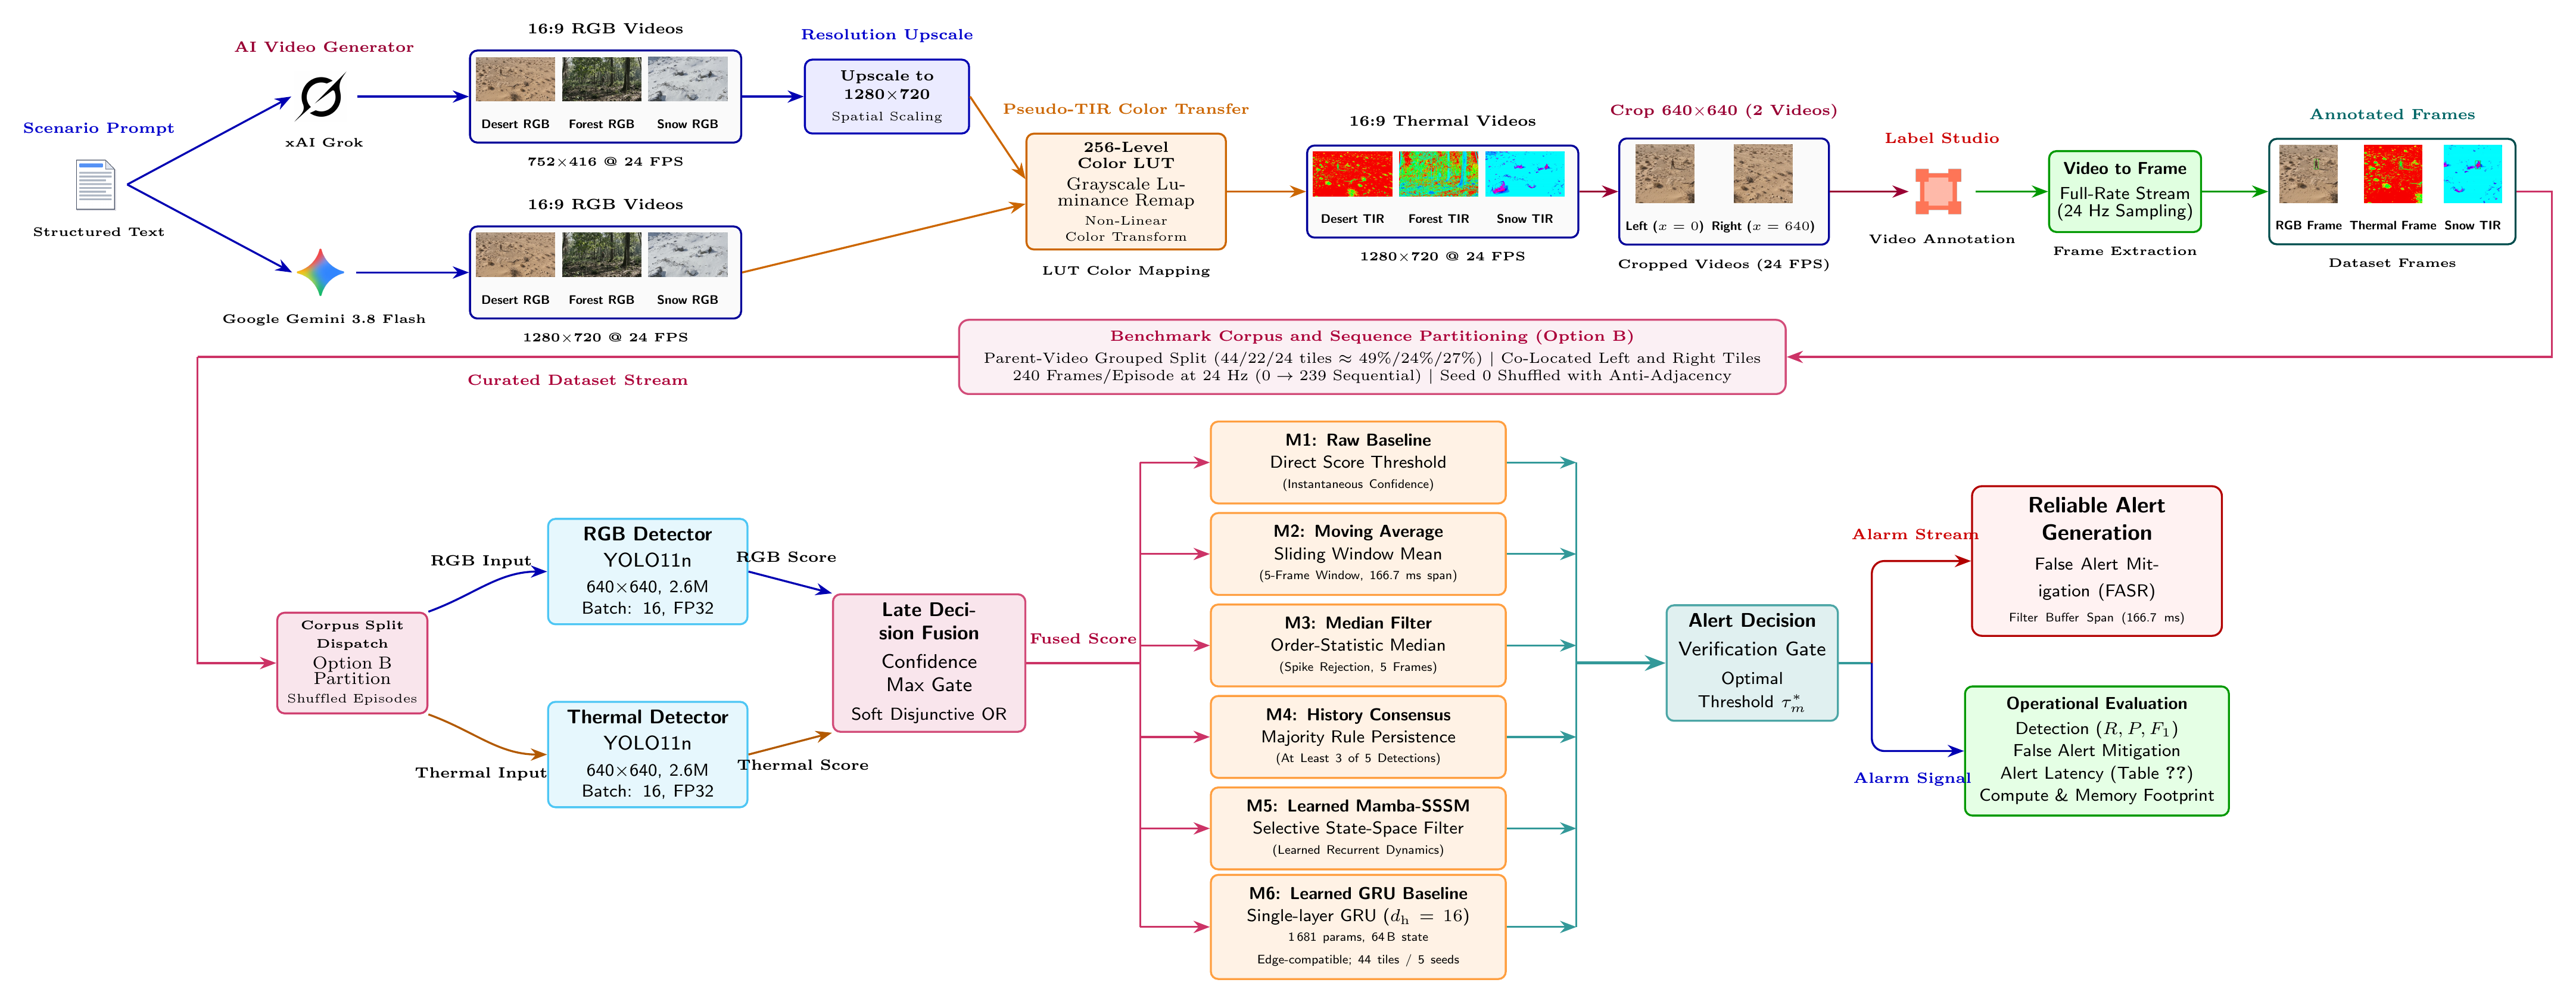 Scenario Prompt
Structured Text
AI Video Generator
xAI Grok
Google Gemini 3.8 Flash
16:9 RGB Videos
Desert RGB Forest RGB Snow RGB
752×416 @ 24 FPS
16:9 RGB Videos
Desert RGB Forest RGB Snow RGB
1280×720 @ 24 FPS
Resolution Upscale
Upscale to
1280×720
Spatial Scaling
Pseudo-TIR Color Transfer
256-Level
Color LUT
Grayscale Lu-
minance Remap
Non-Linear
Color Transform
LUT Color Mapping
16:9 Thermal Videos
Desert TIR Forest TIR Snow TIR
1280×720 @ 24 FPS
Crop 640×640 (2 Videos)
Left (x = 0) Right (x = 640)
Cropped Videos (24 FPS)
Label Studio
Video Annotation
Video to Frame
Full-Rate Stream
(24 Hz Sampling)
Frame Extraction
Annotated Frames
RGB Frame Thermal Frame Snow TIR
Dataset Frames
Benchmark Corpus and Sequence Partitioning (Option B)
Parent-Video Grouped Split (44/22/24 tiles ≈ 49%/24%/27%) | Co-Located Left and Right Tiles
240 Frames/Episode at 24 Hz (0 → 239 Sequential) | Seed 0 Shuffled with Anti-Adjacency
Curated Dataset Stream
Corpus Split
Dispatch
Option B
Partition
Shuffled Episodes
RGB Input
Thermal Input
RGB Detector
YOLO11n
640×640, 2.6M
Batch: 16, FP32
Thermal Detector
YOLO11n
640×640, 2.6M
Batch: 16, FP32
RGB Score
Thermal Score
Late Deci-
sion Fusion
Confidence
Max Gate
Soft Disjunctive OR
Fused Score
M1: Raw Baseline
Direct Score Threshold
(Instantaneous Confidence)
M2: Moving Average
Sliding Window Mean
(5-Frame Window, 166.7 ms span)
M3: Median Filter
Order-Statistic Median
(Spike Rejection, 5 Frames)
M4: History Consensus
Majority Rule Persistence
(At Least 3 of 5 Detections)
M5: Learned Mamba-SSSM
Selective State-Space Filter
(Learned Recurrent Dynamics)
M6: Learned GRU Baseline
Single-layer GRU (d_h = 16)
1 681 params, 64 B state
Edge-compatible; 44 tiles / 5 seeds
Alert Decision
Verification Gate
Optimal
Threshold τ*_m
Alarm Stream
Alarm Signal
Reliable Alert
Generation
False Alert Mit-
igation (FASR)
Filter Buffer Span (166.7 ms)
Operational Evaluation
Detection (R, P, F₁)
False Alert Mitigation
Alert Latency (Table ??)
Compute & Memory Footprint